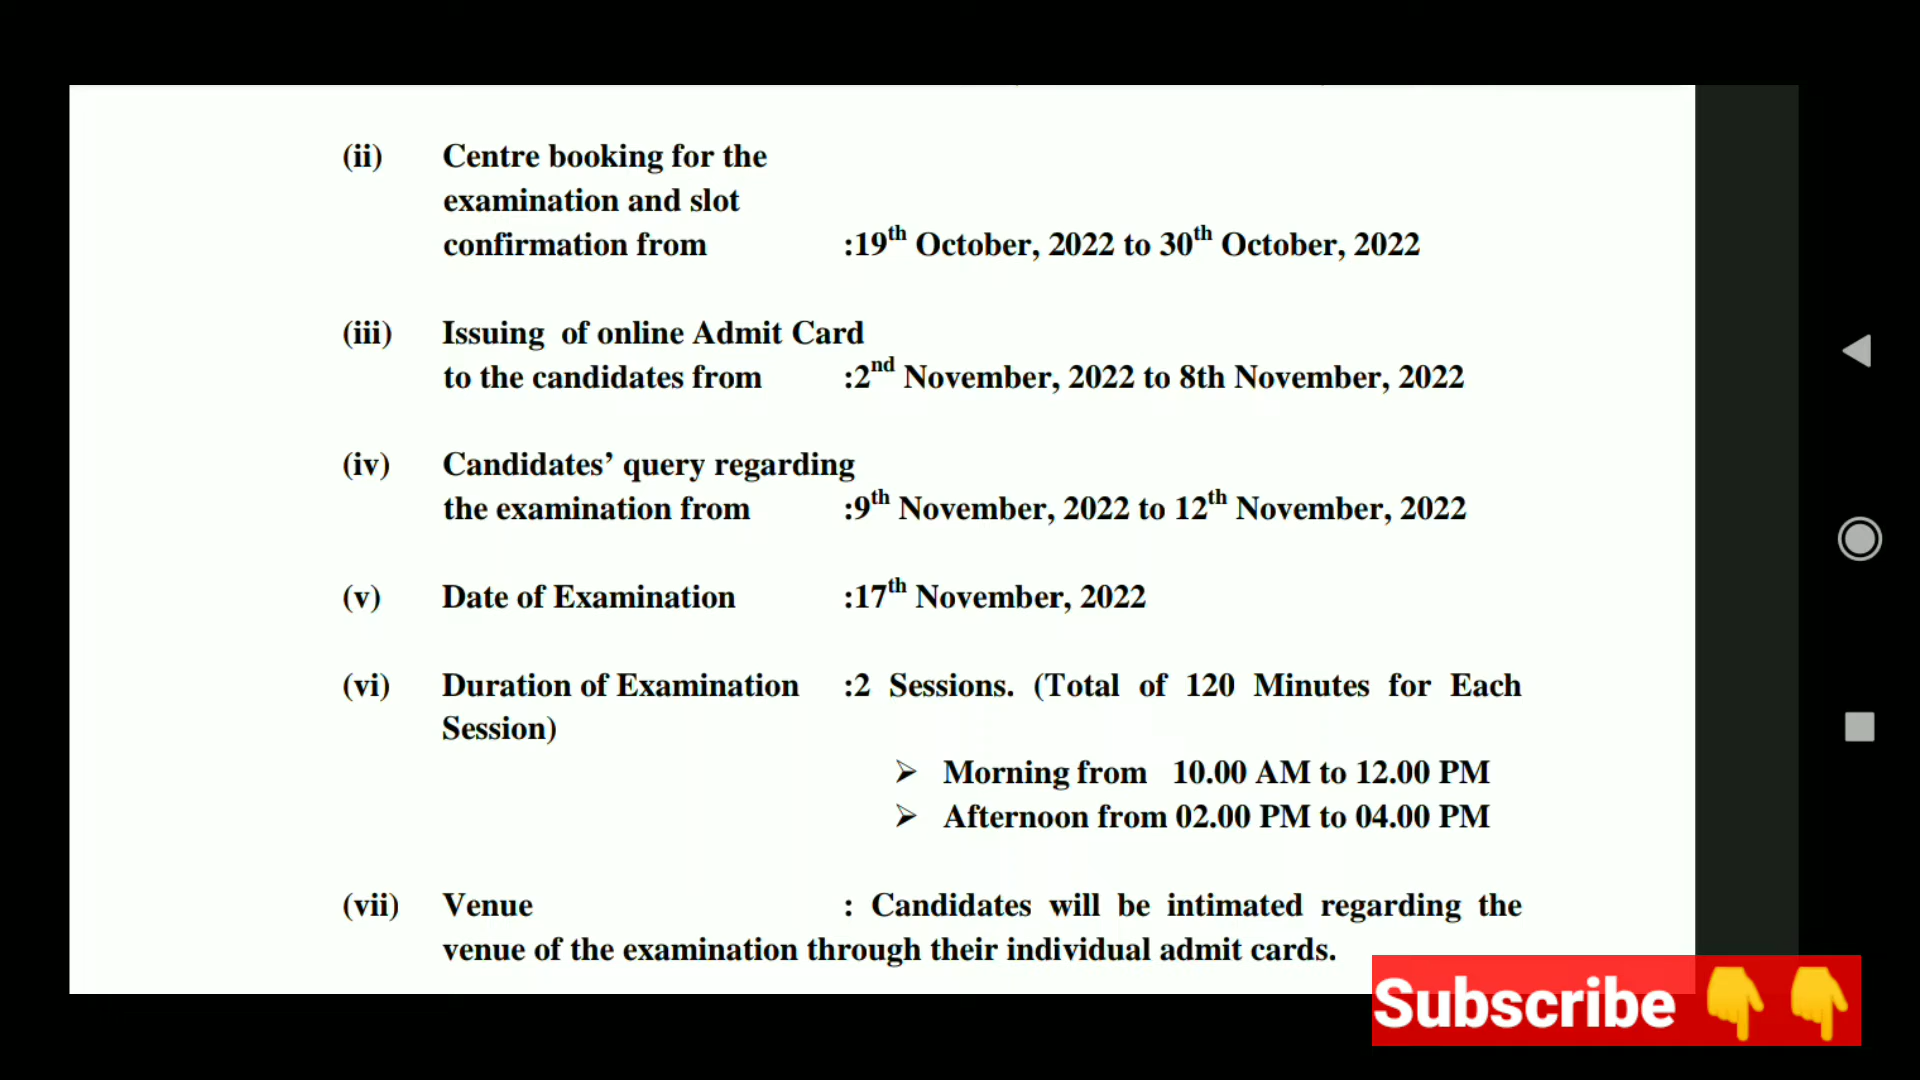 (ii) Centre booking for the
examination and slot
confirmation from :19th October, 2022 to 30th October, 2022
(iii) Issuing of online Admit Card
to the candidates from :2nd November, 2022 to 8th November, 2022
(iv) Candidates’ query regarding
the examination from :9th November, 2022 to 12th November, 2022
(v) Date of Examination :17th November, 2022
(vi) Duration of Examination :2 Sessions. (Total of 120 Minutes for Each
Session)
➢ Morning from 10.00 AM to 12.00 PM
➢ Afternoon from 02.00 PM to 04.00 PM
(vii) Venue : Candidates will be intimated regarding the
venue of the examination through their individual admit cards.
Subscribe 👇👇